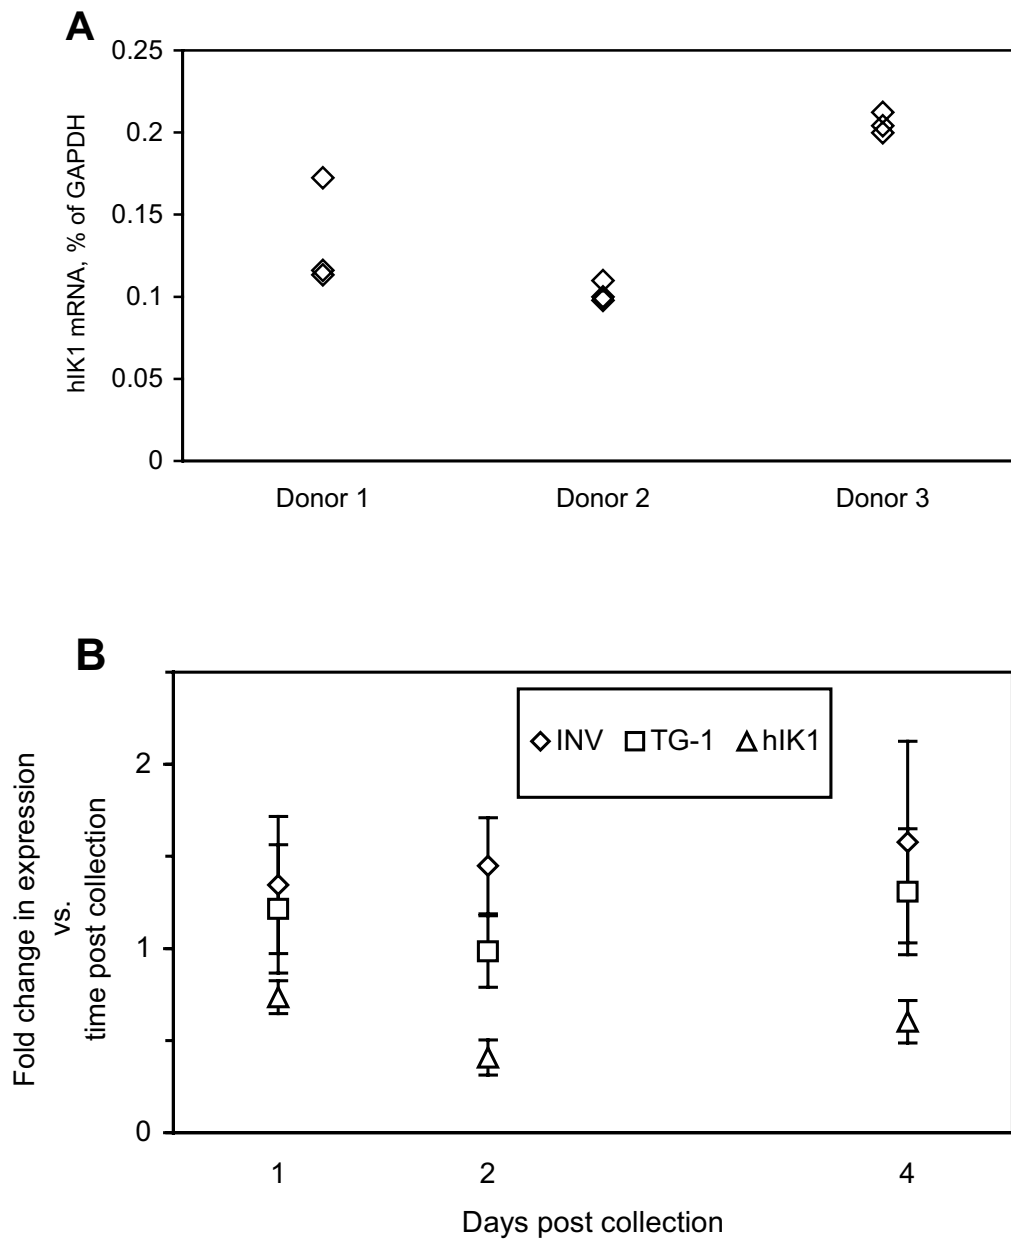 A
0.25
0.2
0.15
0.1
0.05
0
hIK1 mRNA, % of GAPDH
Donor 1 Donor 2 Donor 3
B
2
1
0
Fold change in expression
vs.
time post collection
INV TG-1 hIK1
1 2 4
Days post collection